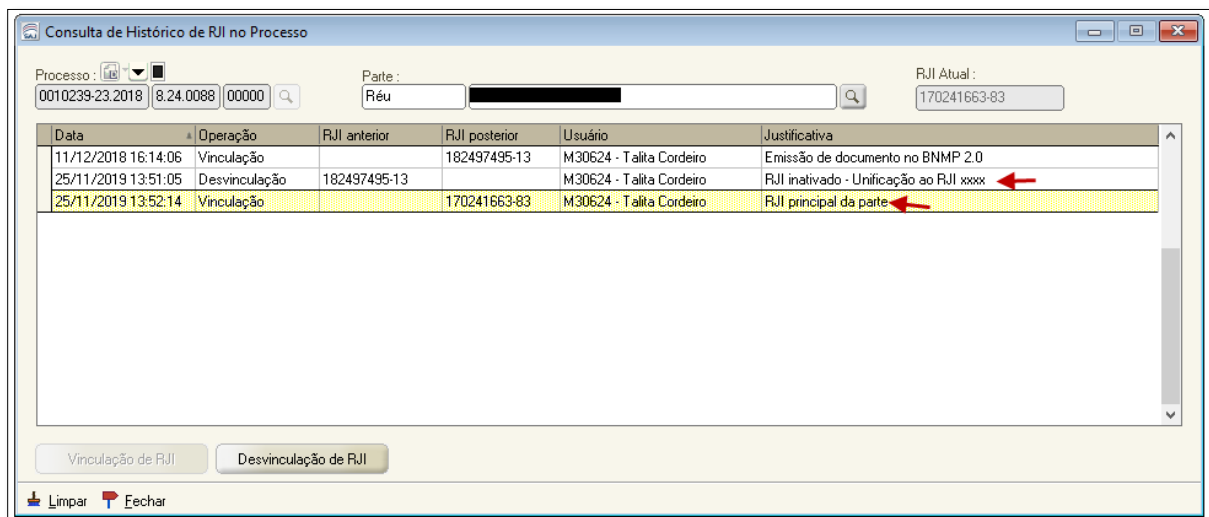 Consulta de Histórico de RJI no Processo
Processo : Parte : RJI Atual :
0010239-23.2018 8.24.0088 00000 Réu 170241663-83
Data Operação RJI anterior RJI posterior Usuário Justificativa
11/12/2018 16:14:06 Vinculação 182497495-13 M30624 - Talita Cordeiro Emissão de documento no BNMP 2.0
25/11/2019 13:51:05 Desvinculação 182497495-13 M30624 - Talita Cordeiro RJI inativado - Unificação ao RJI xxxx
25/11/2019 13:52:14 Vinculação 170241663-83 M30624 - Talita Cordeiro RJI principal da parte
Vinculação de RJI Desvinculação de RJI
Limpar Fechar